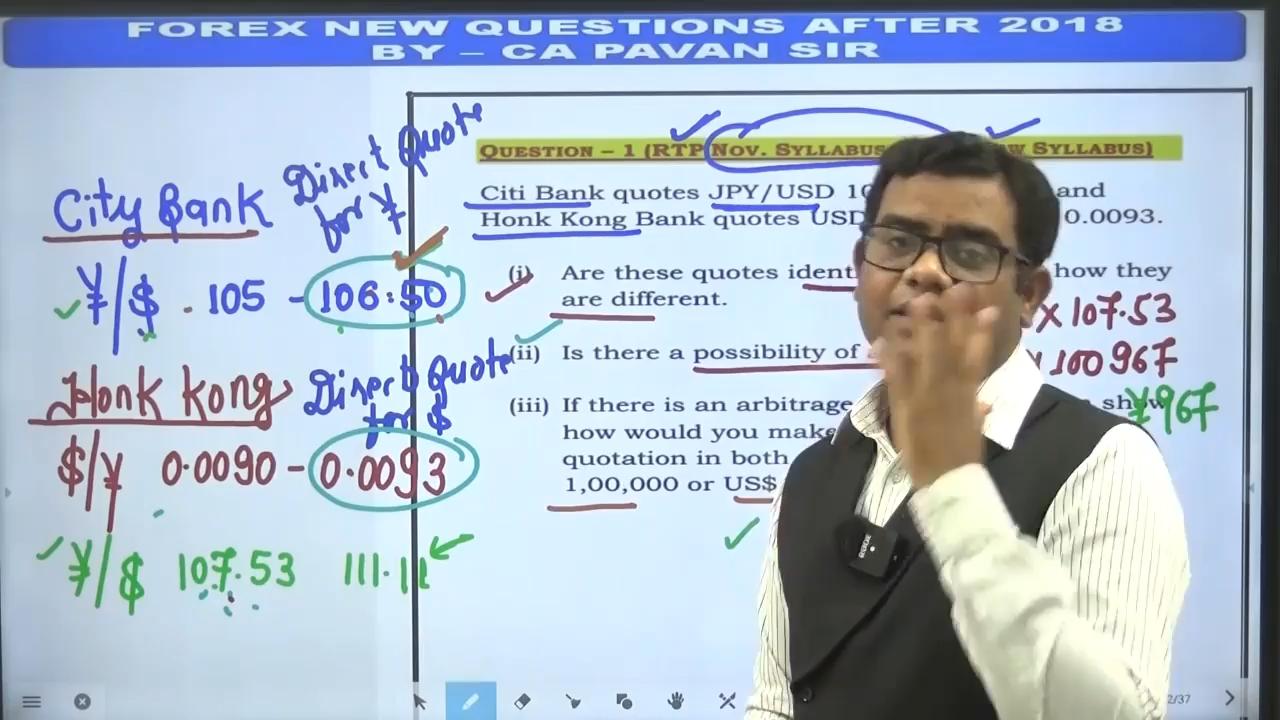 FOREX NEW QUESTIONS AFTER 2018
BY – CA PAVAN SIR
QUESTION – 1 (RTP NOV. SYLLABUS SYLLABUS)
Citi Bank quotes JPY/USD 10 and
Honk Kong Bank quotes USD 0.0093.
(i) Are these quotes how they
are different.
(ii) Is there a possibility of
(iii) If there is an arbitrage show
how would you make
quotation in both
1,00,000 or US$
City Bank
Direct Quote
for ¥
¥/$ 105 – 106.50
Honk Kong
Direct Quote
for $
$/¥ 0.0090 – 0.0093
¥/$ 107.53 111.11
X 107.53
100967
¥967
/37